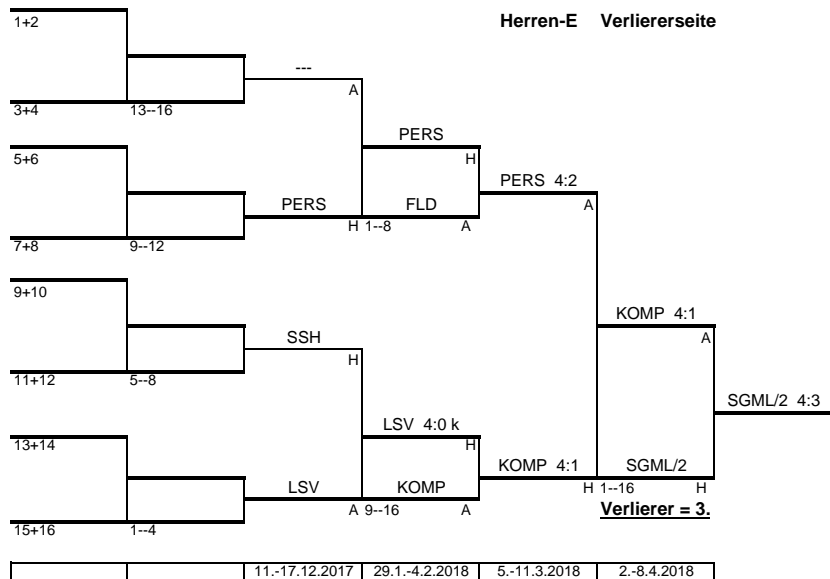 Herren-E Verliererseite
1+2
---
A
3+4 13--16
PERS
5+6 H
PERS 4:2
PERS FLD A
H 1--8 A
7+8 9--12
9+10
KOMP 4:1
SSH A
H
11+12 5--8
SGML/2 4:3
LSV 4:0 k
13+14 H
KOMP 4:1 SGML/2
LSV KOMP H 1--16 H
A 9--16 A
Verlierer = 3.
15+16 1--4
11.-17.12.2017 29.1.-4.2.2018 5.-11.3.2018 2.-8.4.2018